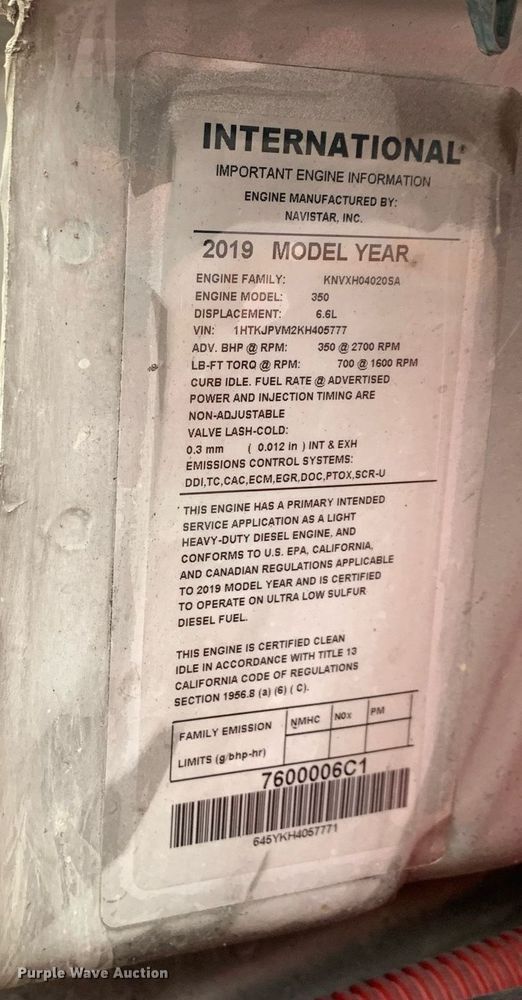 INTERNATIONAL®
IMPORTANT ENGINE INFORMATION
ENGINE MANUFACTURED BY:
NAVISTAR, INC.
2019 MODEL YEAR
ENGINE FAMILY: KNVXH04020SA
ENGINE MODEL: 350
DISPLACEMENT: 6.6L
VIN: 1HTKJPVM2KH405777
ADV. BHP @ RPM: 350 @ 2700 RPM
LB-FT TORQ @ RPM: 700 @ 1600 RPM
CURB IDLE. FUEL RATE @ ADVERTISED
POWER AND INJECTION TIMING ARE
NON-ADJUSTABLE
VALVE LASH-COLD:
0.3 mm ( 0.012 in ) INT & EXH
EMISSIONS CONTROL SYSTEMS:
DDI,TC,CAC,ECM,EGR,DOC,PTOX,SCR-U
THIS ENGINE HAS A PRIMARY INTENDED
SERVICE APPLICATION AS A LIGHT
HEAVY-DUTY DIESEL ENGINE, AND
CONFORMS TO U.S. EPA, CALIFORNIA,
AND CANADIAN REGULATIONS APPLICABLE
TO 2019 MODEL YEAR AND IS CERTIFIED
TO OPERATE ON ULTRA LOW SULFUR
DIESEL FUEL.
THIS ENGINE IS CERTIFIED CLEAN
IDLE IN ACCORDANCE WITH TITLE 13
CALIFORNIA CODE OF REGULATIONS
SECTION 1956.8 (a) (6) ( C).
FAMILY EMISSION NMHC NOx PM
LIMITS (g/bhp-hr)
7600006C1
645YKH4057771
Purple Wave Auction